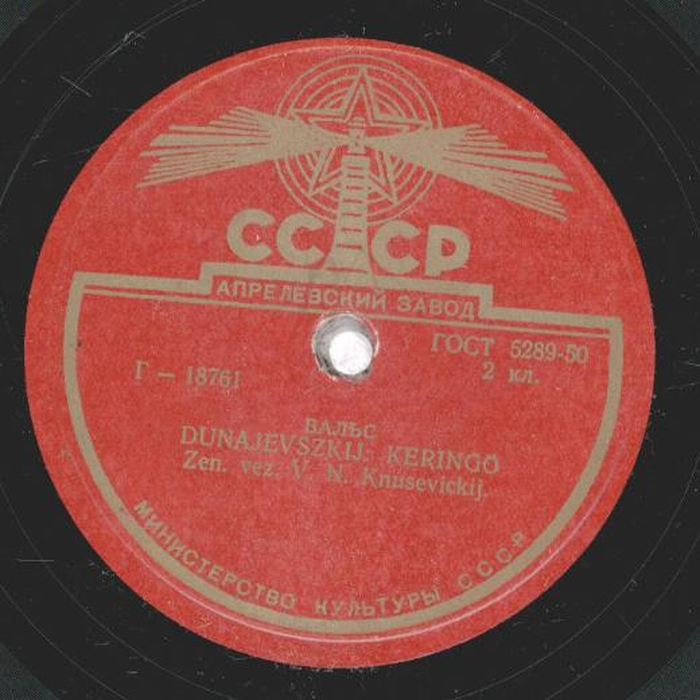 СССР
АПРЕЛЕВСКИЙ ЗАВОД
ГОСТ 5289-50
Г — 18761
2 кл.
ВАЛЬС
DUNAJEVSZKIJ: KERINGŐ
Zen. vez. V. N. Knusevickij.
МИНИСТЕРСТВО КУЛЬТУРЫ СССР